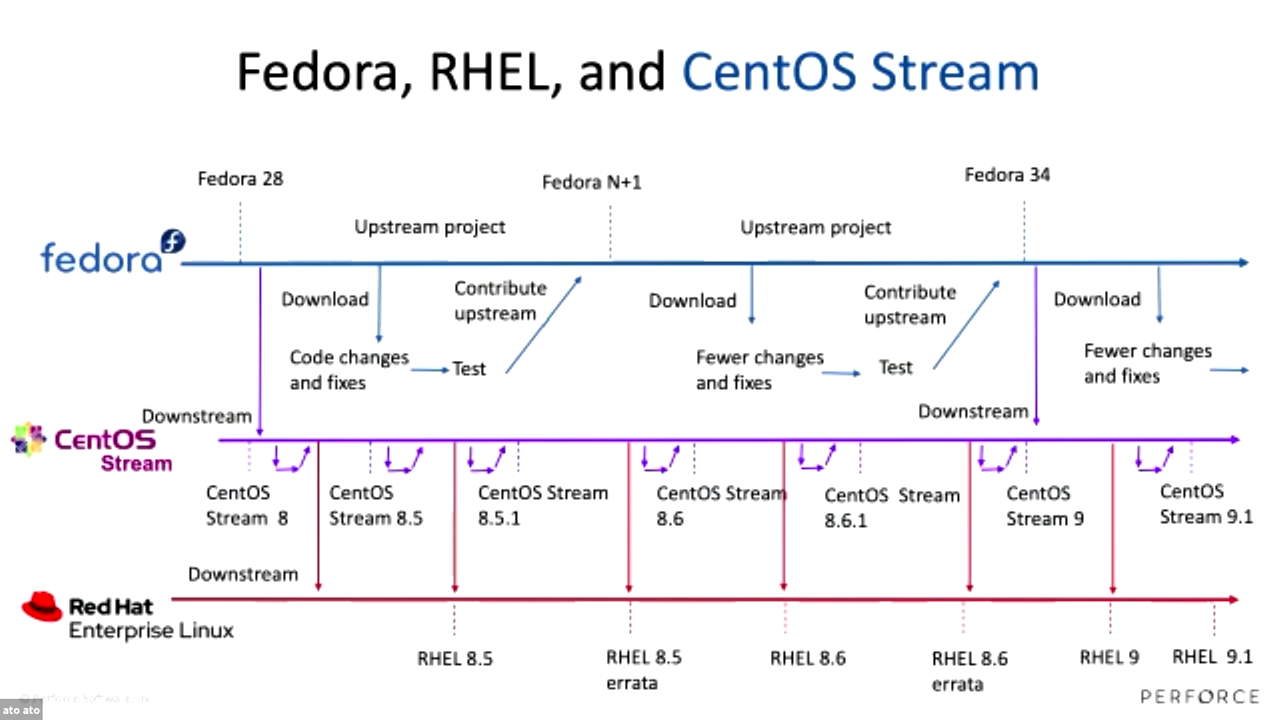 Fedora, RHEL, and CentOS Stream
Fedora 28
Fedora N+1
Fedora 34
Upstream project
Upstream project
fedora
Download
Contribute
upstream
Download
Contribute
upstream
Download
Code changes
and fixes
Test
Fewer changes
and fixes
Test
Fewer changes
and fixes
Downstream
Downstream
CentOS
Stream
CentOS
Stream 8
CentOS
Stream 8.5
CentOS Stream
8.5.1
CentOS Stream
8.6
CentOS Stream
8.6.1
CentOS
Stream 9
CentOS
Stream 9.1
Downstream
Red Hat
Enterprise Linux
RHEL 8.5
RHEL 8.5
errata
RHEL 8.6
RHEL 8.6
errata
RHEL 9
RHEL 9.1
PERFORCE
ato ato